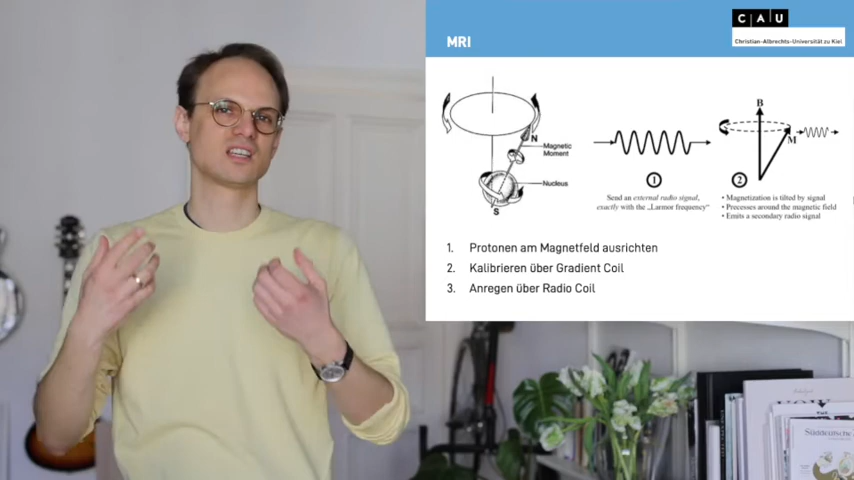 MRI
C A U
Christian-Albrechts-Universität zu Kiel
N
Magnetic
Moment
Nucleus
S
1
Send an external radio signal,
exactly with the „Larmor frequency“
B
M
2
• Magnetization is tilted by signal
• Precesses around the magnetic field
• Emits a secondary radio signal
1. Protonen am Magnetfeld ausrichten
2. Kalibrieren über Gradient Coil
3. Anregen über Radio Coil
Süddeutsche